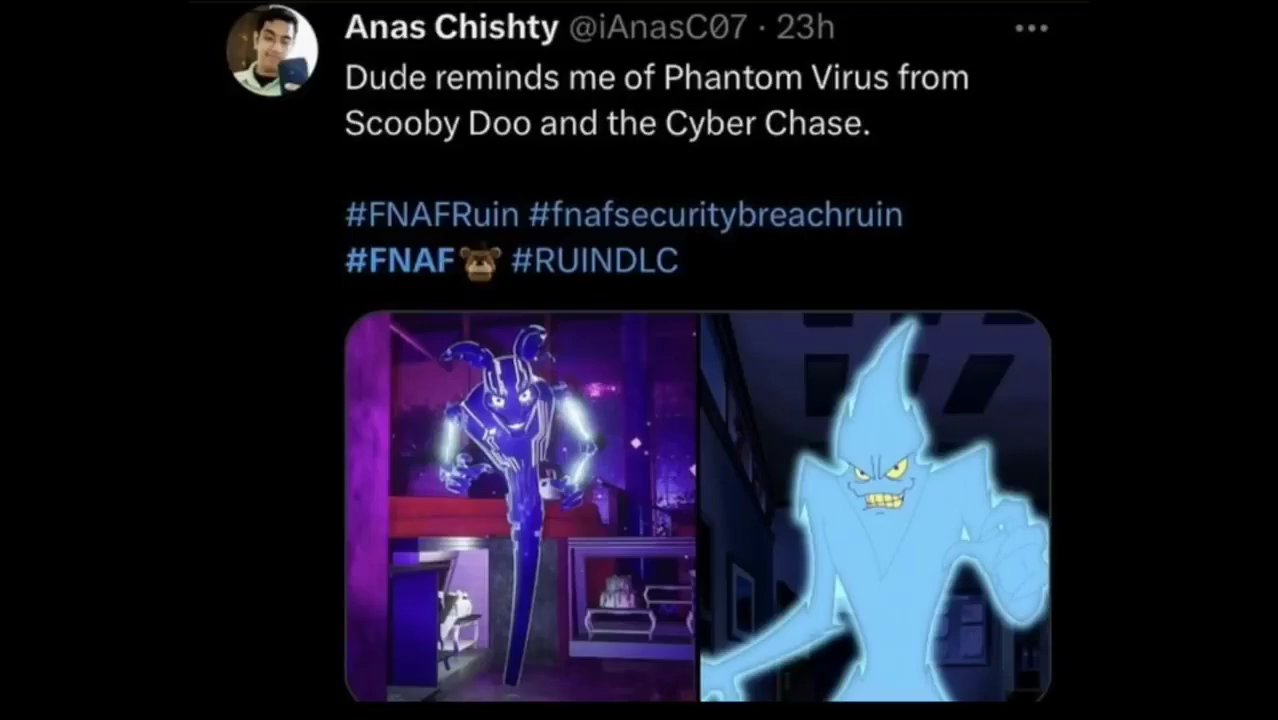 Anas Chishty @iAnasC07 · 23h
Dude reminds me of Phantom Virus from
Scooby Doo and the Cyber Chase.
#FNAFRuin #fnafsecuritybreachruin
#FNAF🐻 #RUINDLC